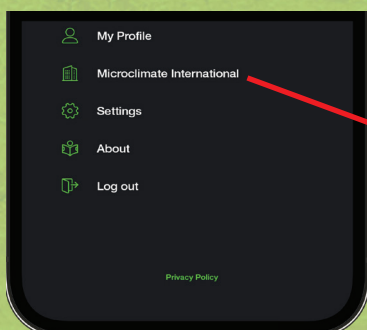 My Profile
Microclimate International
Settings
About
Log out
Privacy Policy